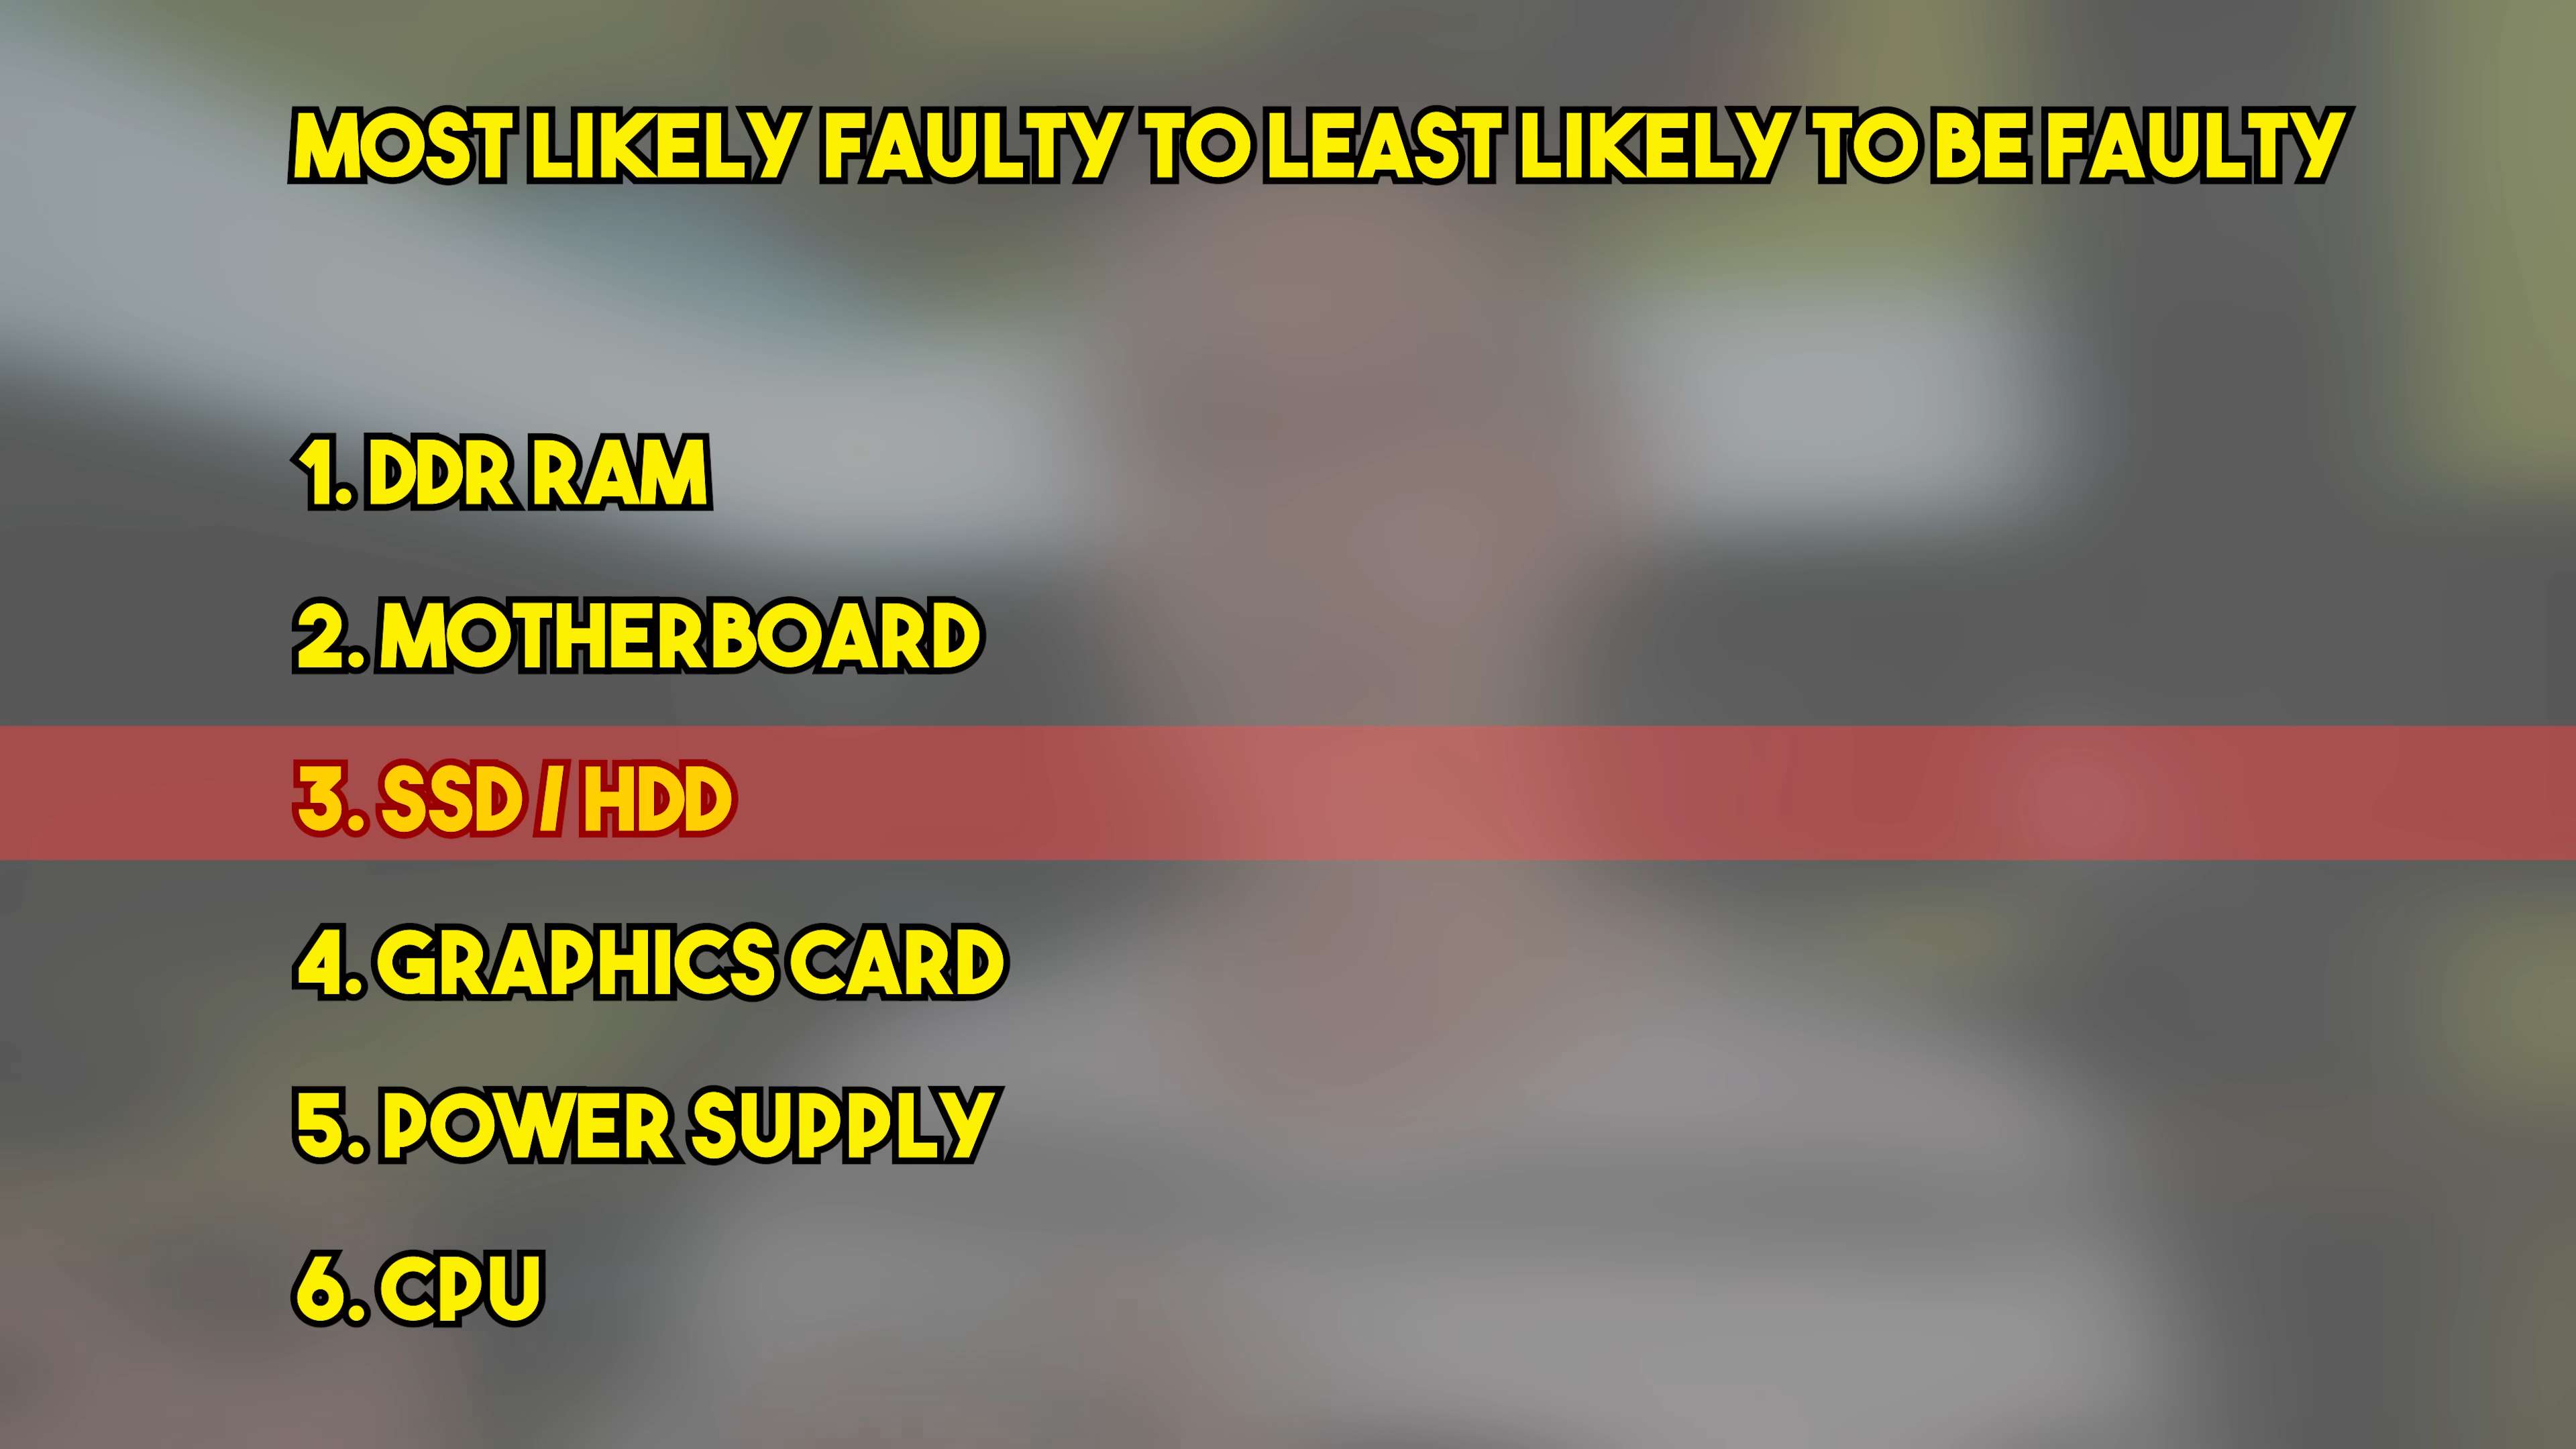 MOST LIKELY FAULTY TO LEAST LIKELY TO BE FAULTY
1. DDR RAM
2. MOTHERBOARD
3. SSD / HDD
4. GRAPHICS CARD
5. POWER SUPPLY
6. CPU